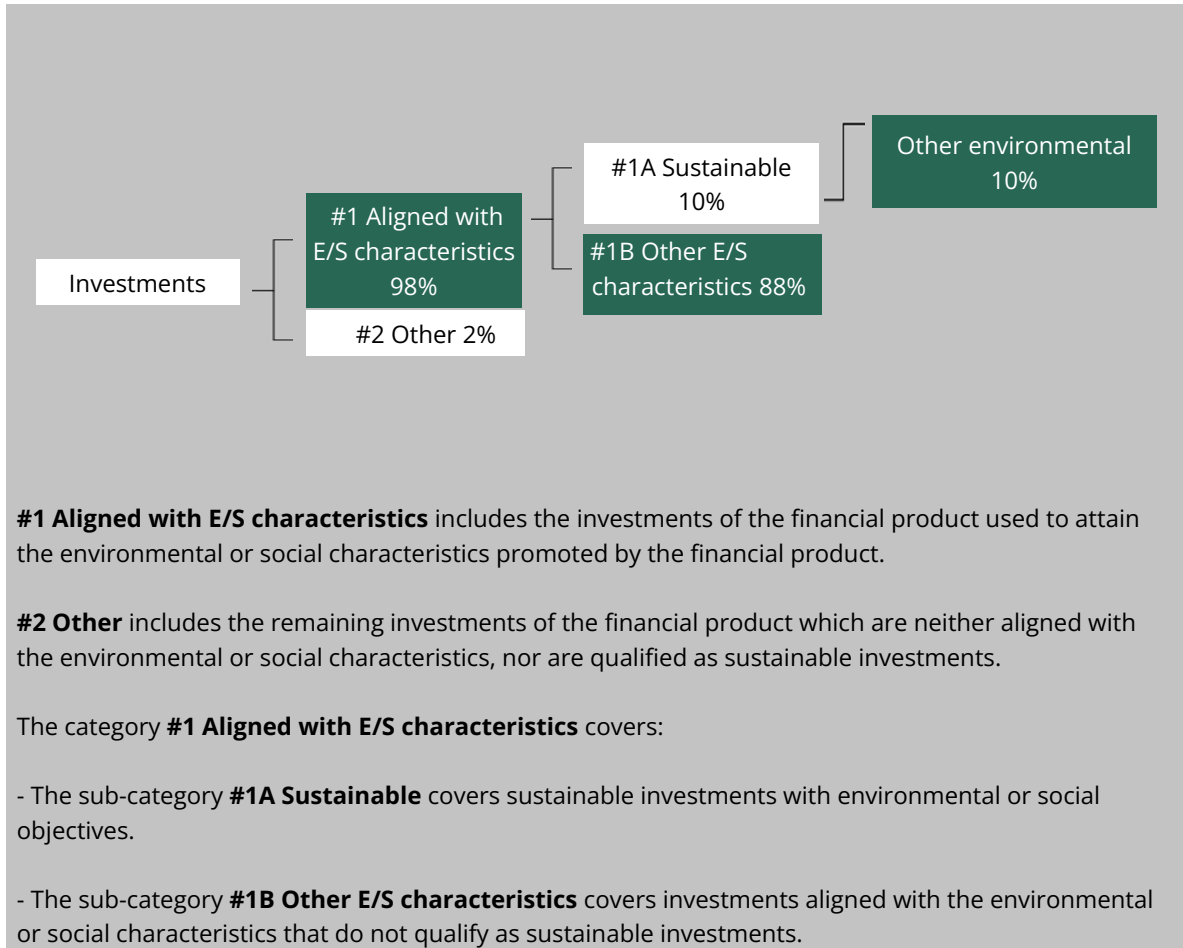 Investments
#1 Aligned with
E/S characteristics
98%
#2 Other 2%
#1A Sustainable
10%
#1B Other E/S
characteristics 88%
Other environmental
10%
#1 Aligned with E/S characteristics includes the investments of the financial product used to attain
the environmental or social characteristics promoted by the financial product.
#2 Other includes the remaining investments of the financial product which are neither aligned with
the environmental or social characteristics, nor are qualified as sustainable investments.
The category #1 Aligned with E/S characteristics covers:
- The sub-category #1A Sustainable covers sustainable investments with environmental or social
objectives.
- The sub-category #1B Other E/S characteristics covers investments aligned with the environmental
or social characteristics that do not qualify as sustainable investments.